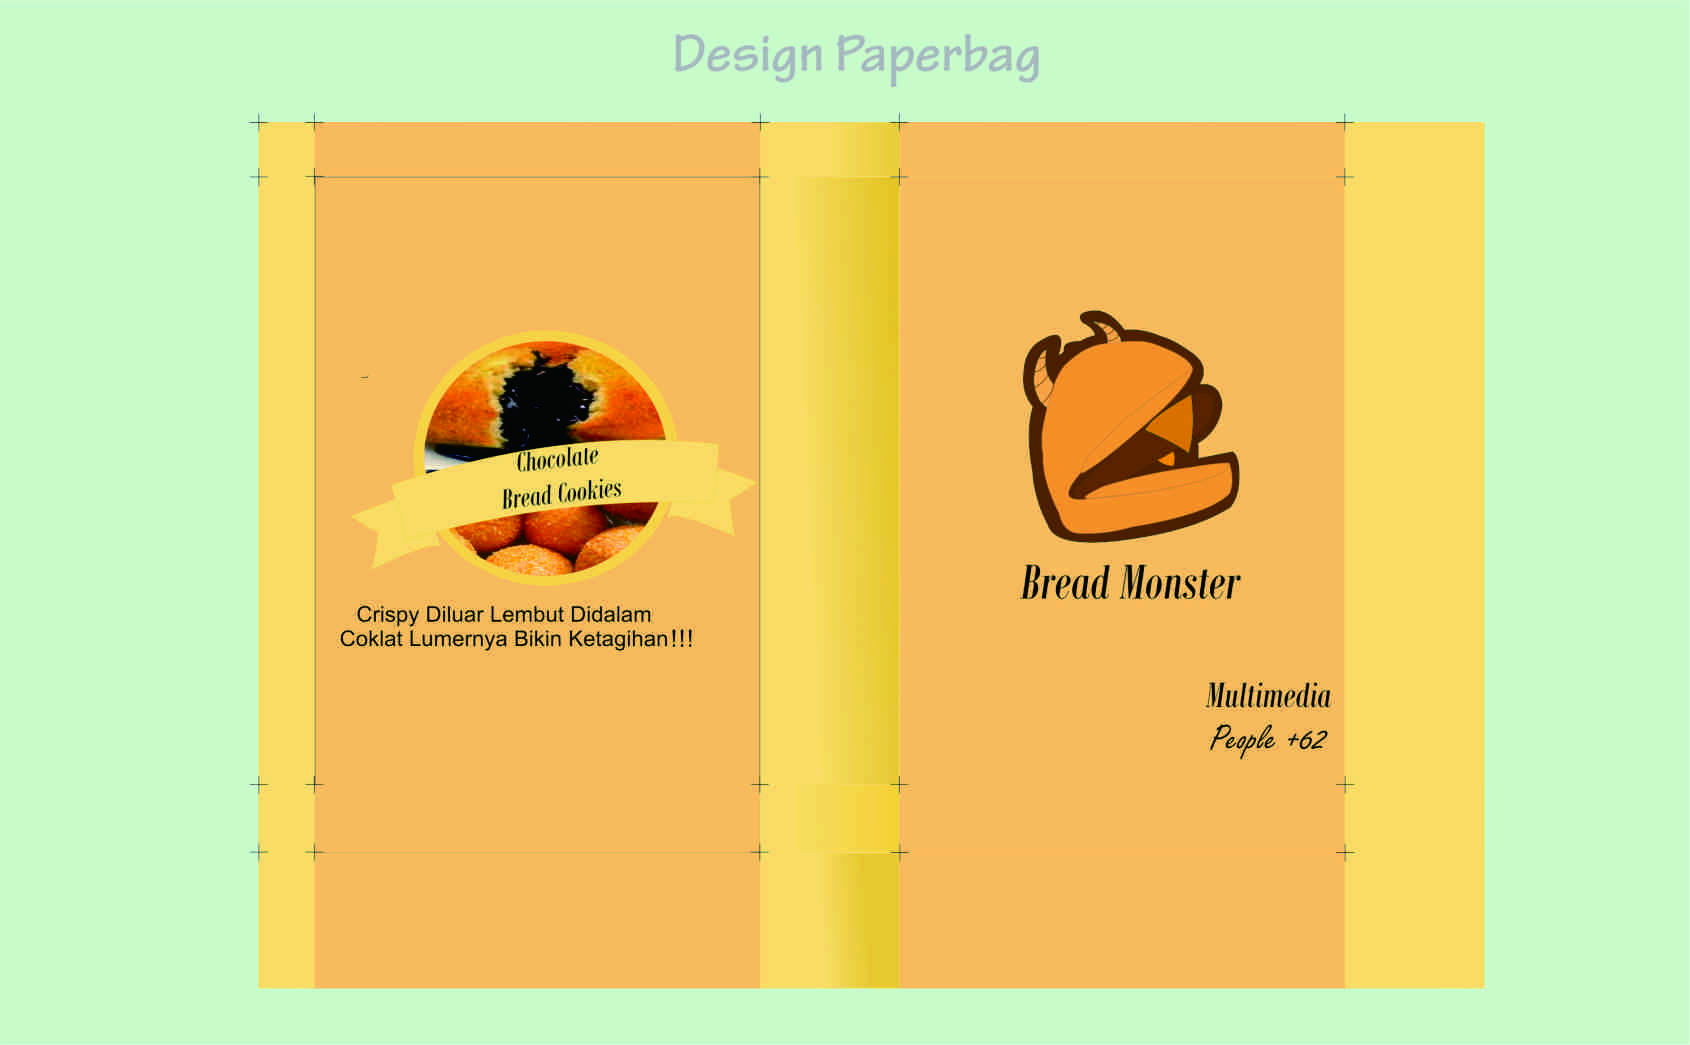 Design Paperbag
Chocolate
Bread Cookies
Crispy Diluar Lembut Didalam
Coklat Lumernya Bikin Ketagihan!!!
Bread Monster
Multimedia
People +62